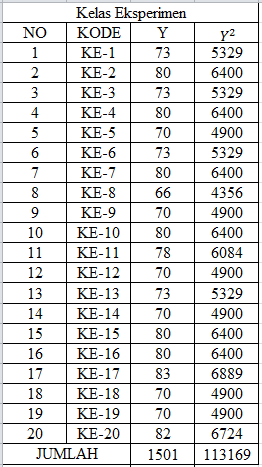 Kelas Eksperimen
NO KODE Y Y²
1 KE-1 73 5329
2 KE-2 80 6400
3 KE-3 73 5329
4 KE-4 80 6400
5 KE-5 70 4900
6 KE-6 73 5329
7 KE-7 80 6400
8 KE-8 66 4356
9 KE-9 70 4900
10 KE-10 80 6400
11 KE-11 78 6084
12 KE-12 70 4900
13 KE-13 73 5329
14 KE-14 70 4900
15 KE-15 80 6400
16 KE-16 80 6400
17 KE-17 83 6889
18 KE-18 70 4900
19 KE-19 70 4900
20 KE-20 82 6724
JUMLAH 1501 113169